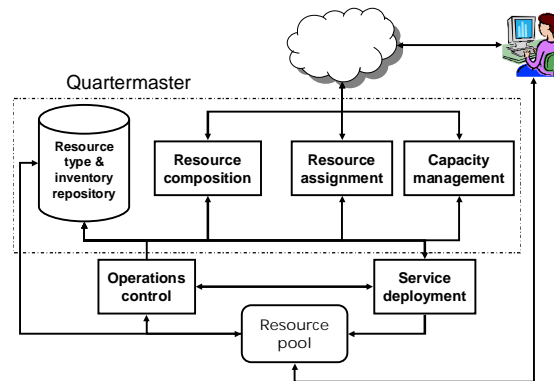 Quartermaster
Resource
type &
inventory
repository
Resource
composition
Resource
assignment
Capacity
management
Operations
control
Service
deployment
Resource
pool